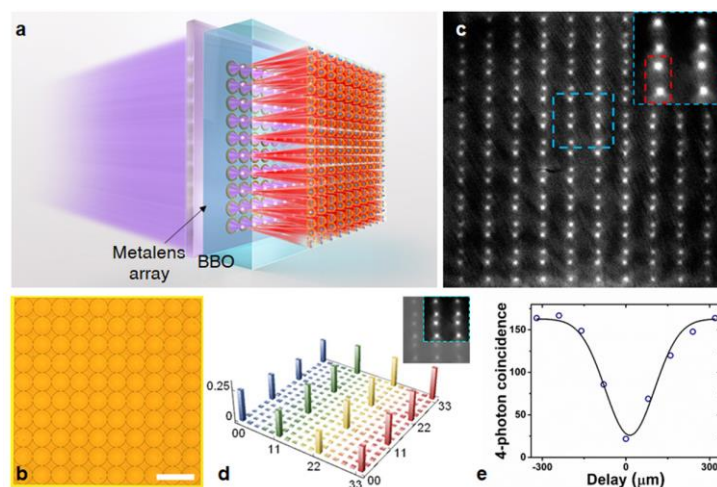 a
Metalens
array
BBO
c
b
d
0.25
0
00
11
22
33
00
11
22
33
e
4-photon coincidence
150
100
50
0
-300
0
300
Delay (μm)